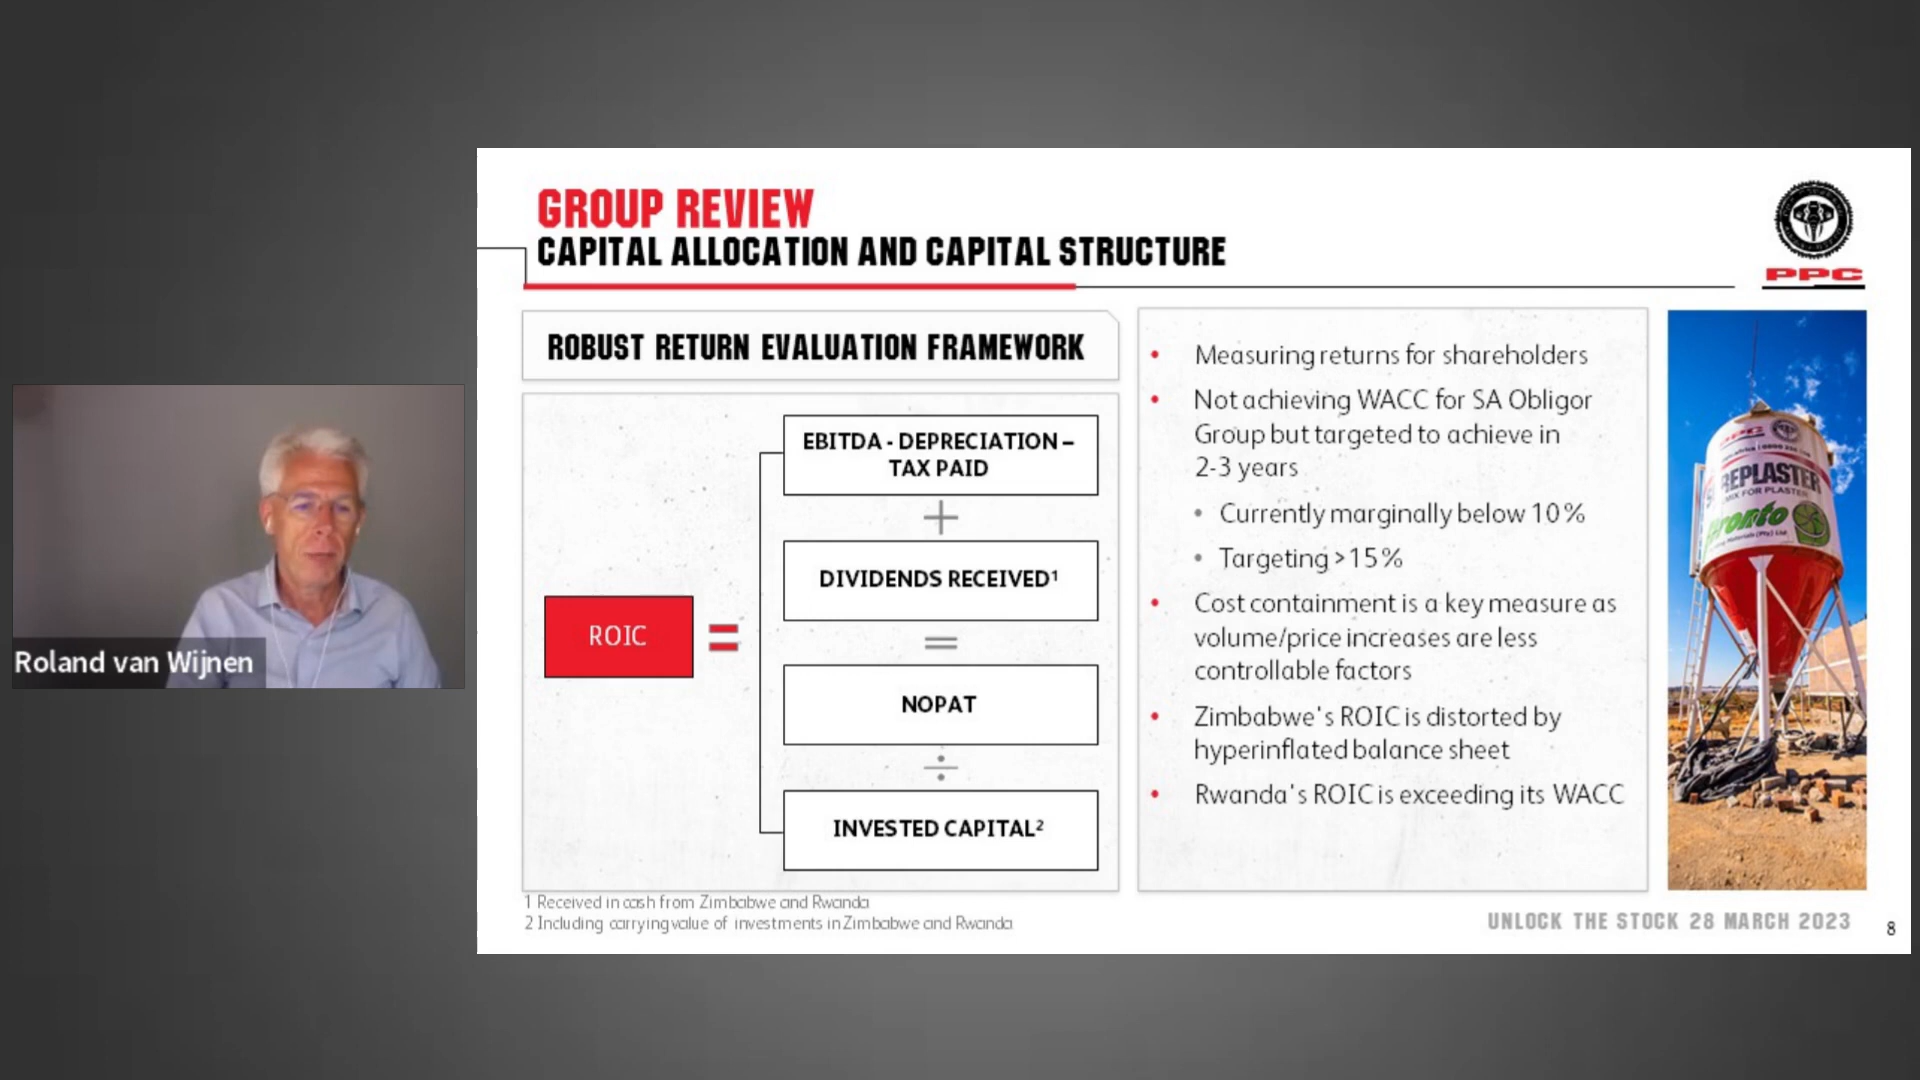 GROUP REVIEW
CAPITAL ALLOCATION AND CAPITAL STRUCTURE
PPC
ROBUST RETURN EVALUATION FRAMEWORK
ROIC
=
EBITDA - DEPRECIATION –
TAX PAID
+
DIVIDENDS RECEIVED¹
=
NOPAT
÷
INVESTED CAPITAL²
• Measuring returns for shareholders
• Not achieving WACC for SA Obligor
Group but targeted to achieve in
2-3 years
• Currently marginally below 10%
• Targeting >15%
• Cost containment is a key measure as
volume/price increases are less
controllable factors
• Zimbabwe's ROIC is distorted by
hyperinflated balance sheet
• Rwanda's ROIC is exceeding its WACC
PPC
REPLASTER
MIX FOR PLASTER
Pronto
1 Received in cash from Zimbabwe and Rwanda
2 Including carrying value of investments in Zimbabwe and Rwanda
UNLOCK THE STOCK 28 MARCH 2023
8
Roland van Wijnen